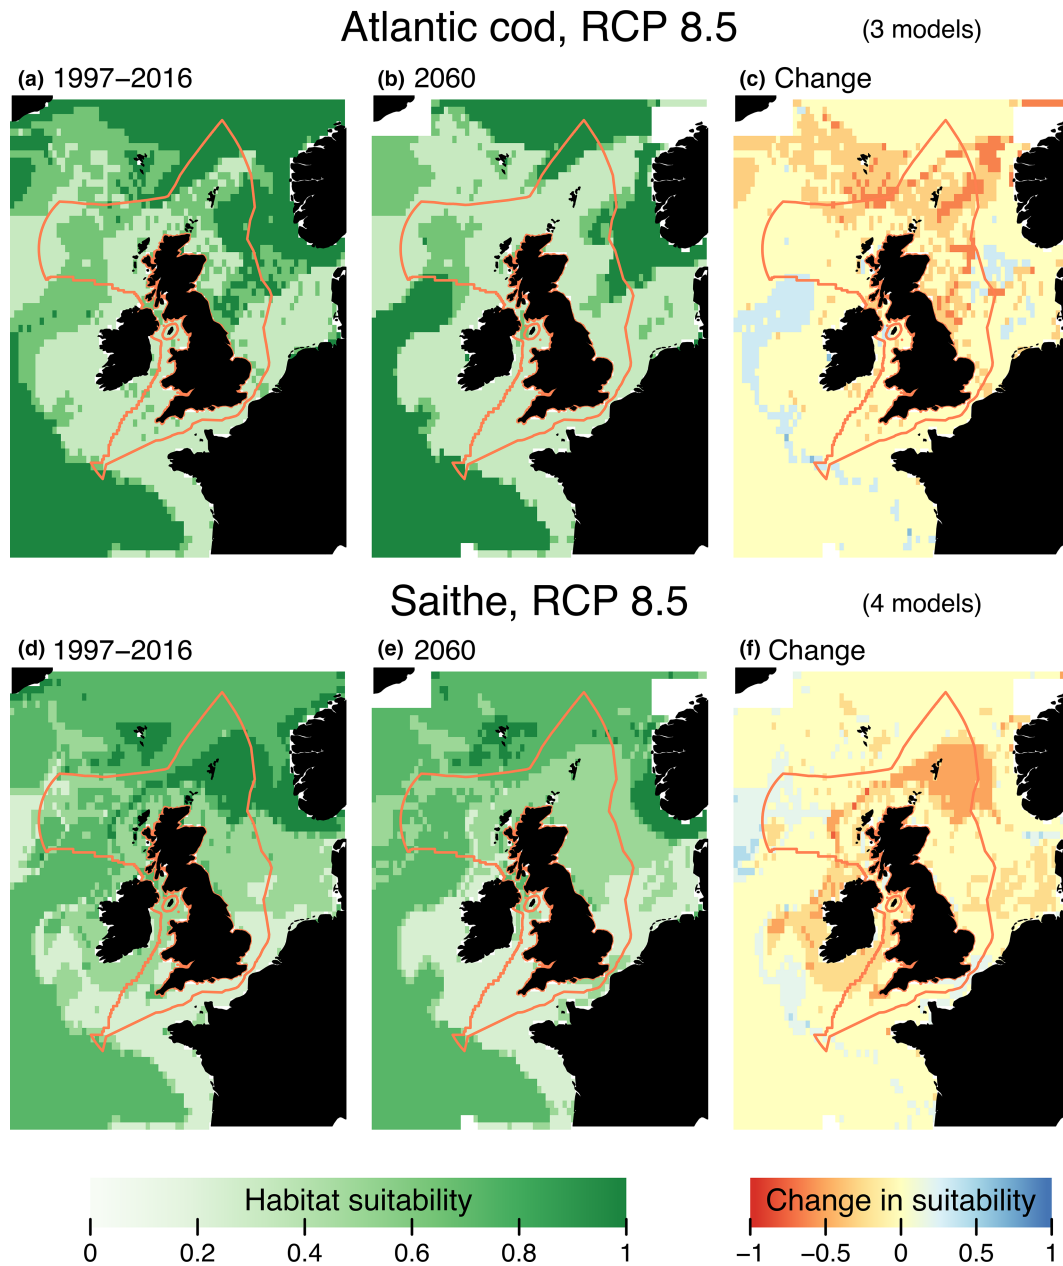 Atlantic cod, RCP 8.5 (3 models)
(a) 1997−2016 (b) 2060 (c) Change
Saithe, RCP 8.5 (4 models)
(d) 1997−2016 (e) 2060 (f) Change
Habitat suitability Change in suitability
0 0.2 0.4 0.6 0.8 1 −1 −0.5 0 0.5 1